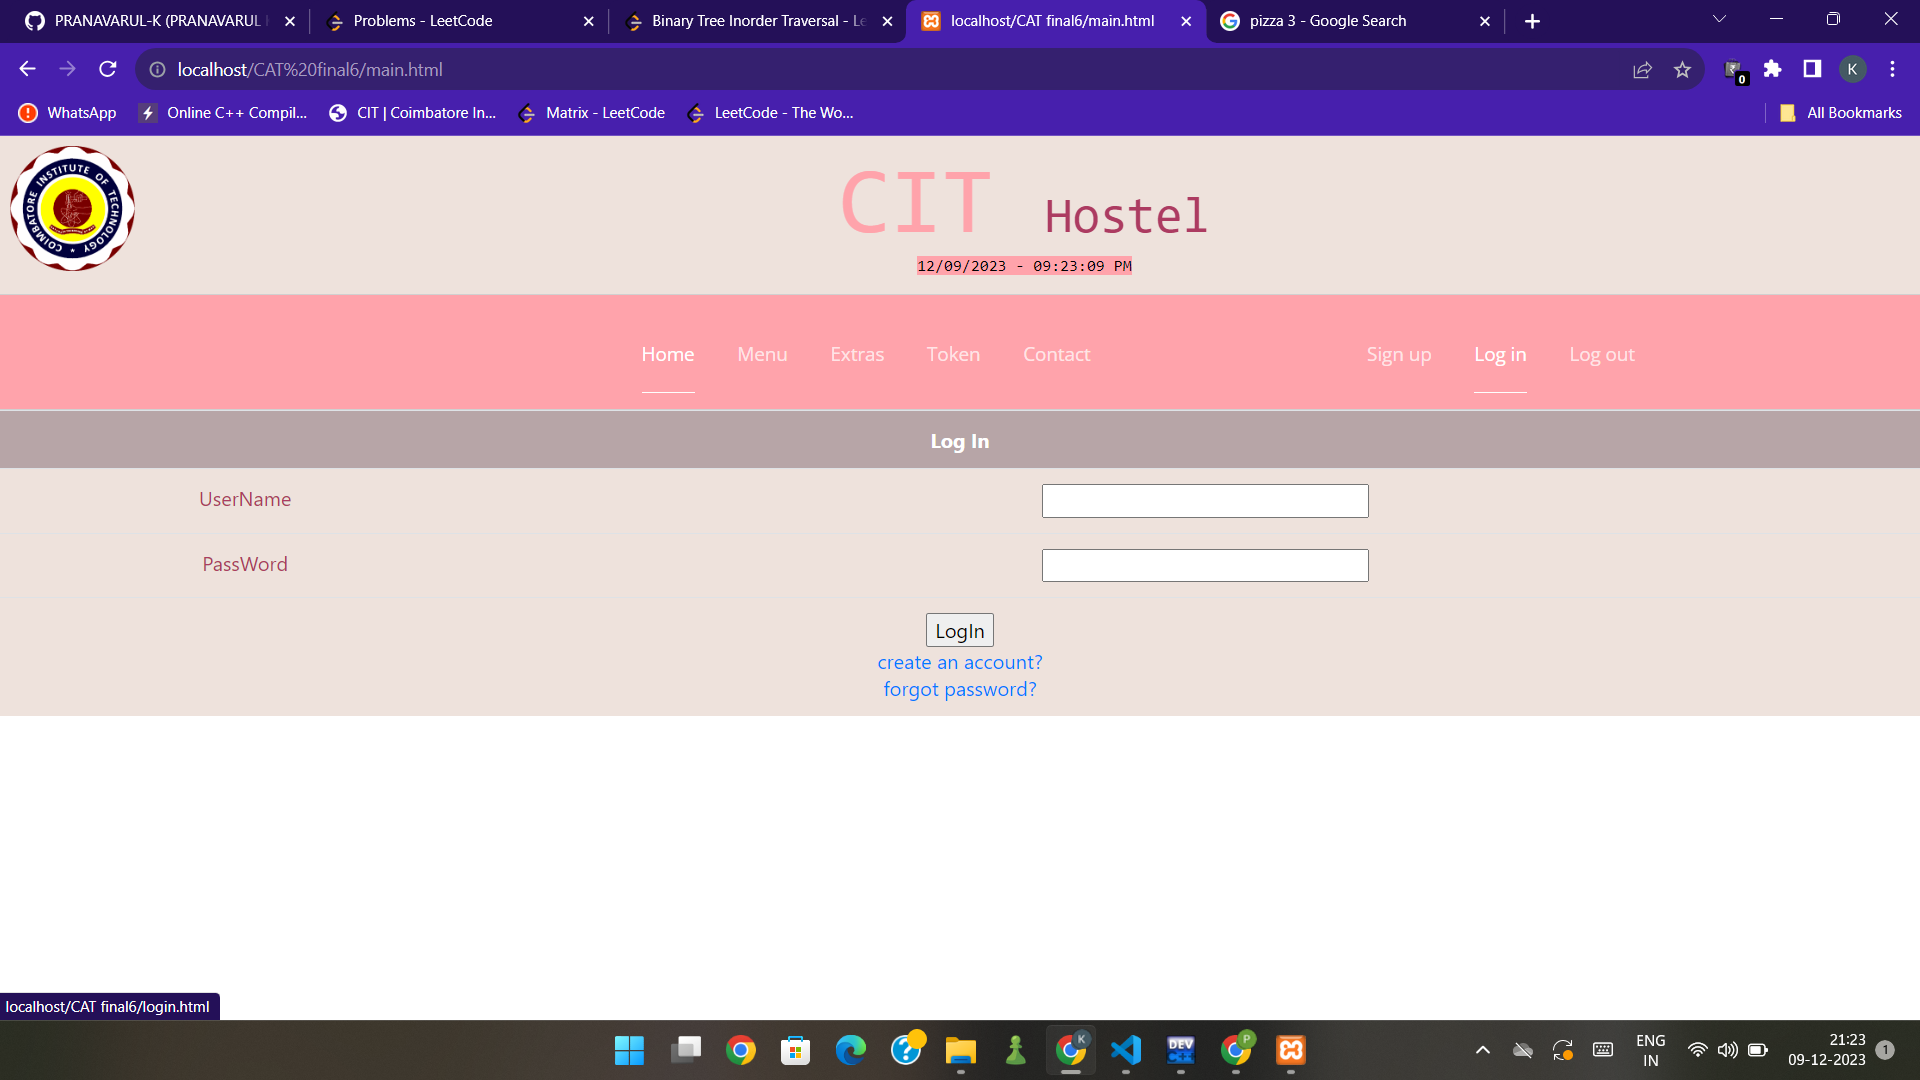 PRANAVARUL-K (PRANAVARUL K
Problems - LeetCode
Binary Tree Inorder Traversal - Le
localhost/CAT final6/main.html
pizza 3 - Google Search
localhost/CAT%20final6/main.html
0
K
WhatsApp
Online C++ Compil...
CIT | Coimbatore In...
Matrix - LeetCode
LeetCode - The Wo...
All Bookmarks
COIMBATORE INSTITUTE OF TECHNOLOGY
CIT Hostel
12/09/2023 - 09:23:09 PM
Home
Menu
Extras
Token
Contact
Sign up
Log in
Log out
Log In
UserName
PassWord
LogIn
create an account?
forgot password?
localhost/CAT final6/login.html
K
DEV
C++
P
ENG
IN
21:23
09-12-2023
1